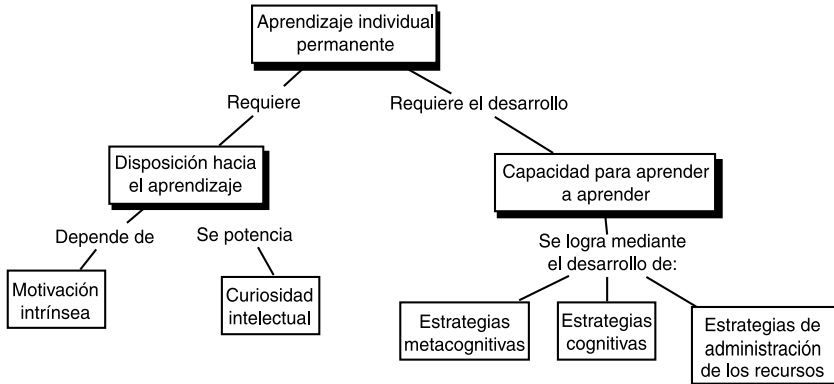 Aprendizaje individual
permanente
Requiere
Requiere el desarrollo
Disposición hacia
el aprendizaje
Capacidad para aprender
a aprender
Depende de
Se potencia
Se logra mediante
el desarrollo de:
Motivación
intrínsea
Curiosidad
intelectual
Estrategias
metacognitivas
Estrategias
cognitivas
Estrategias de
administración
de los recursos